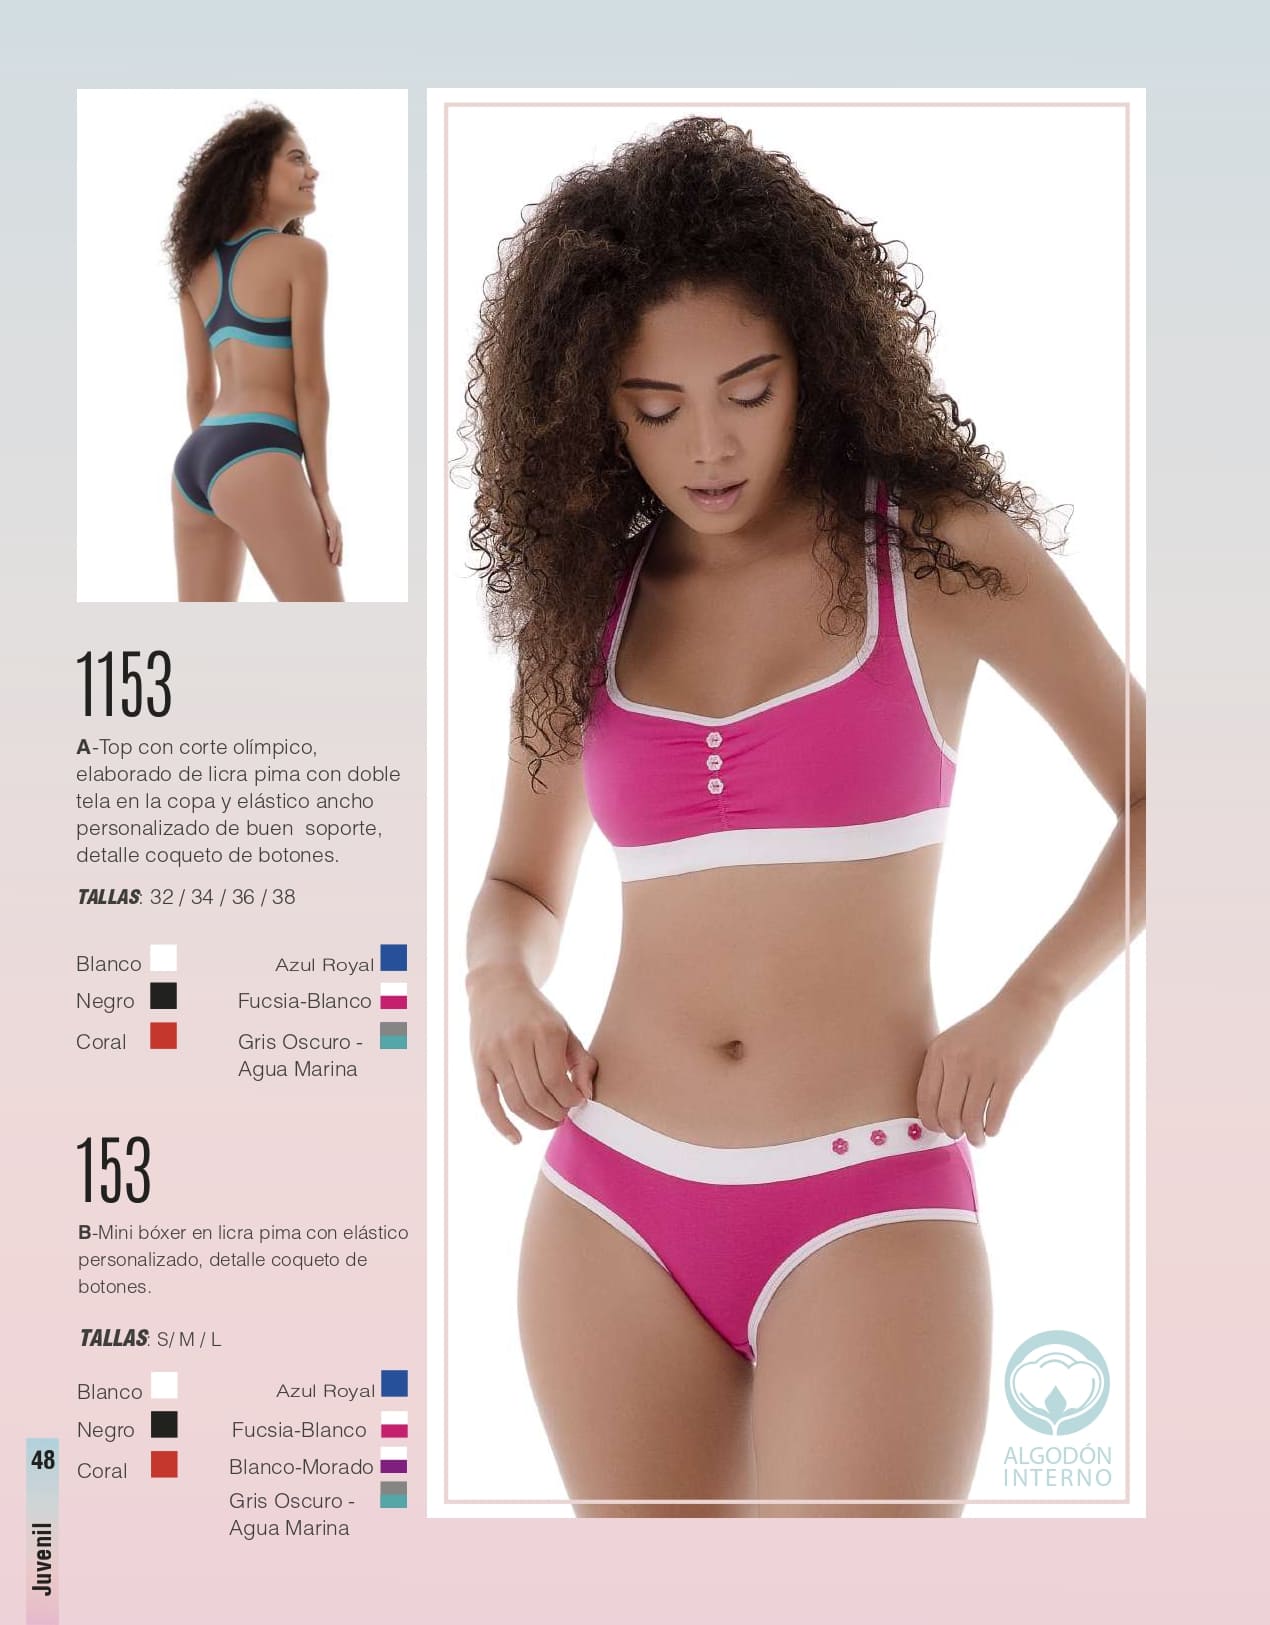 1153
A-Top con corte olímpico,
elaborado de licra pima con doble
tela en la copa y elástico ancho
personalizado de buen soporte,
detalle coqueto de botones.
TALLAS: 32 / 34 / 36 / 38
Blanco
Negro
Coral
Azul Royal
Fucsia-Blanco
Gris Oscuro -
Agua Marina
153
B-Mini bóxer en licra pima con elástico
personalizado, detalle coqueto de
botones.
TALLAS: S/ M / L
Blanco
Negro
Coral
Azul Royal
Fucsia-Blanco
Blanco-Morado
Gris Oscuro -
Agua Marina
ALGODÓN
INTERNO
48
Juvenil